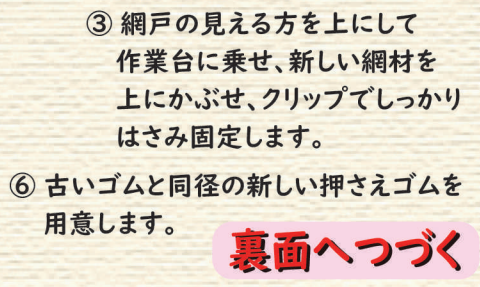 ③ 網戸の見える方を上にして
作業台に乗せ、新しい網材を
上にかぶせ、クリップでしっかり
はさみ固定します。
⑥ 古いゴムと同径の新しい押さえゴムを
用意します。
裏面へつづく